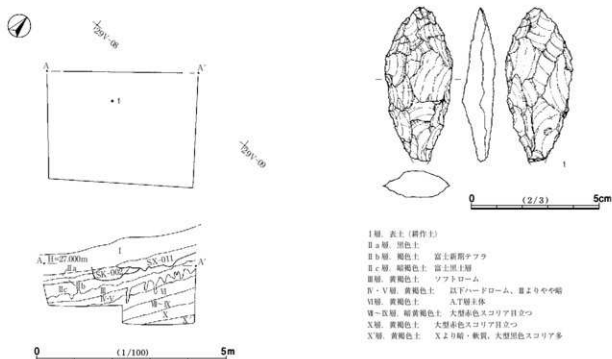 29V-08
A
A'
1
29V-09
1
0 (2/3) 5cm
I
A
H=27.000m
SX-011
A'
Ⅱa
SK-002
Ⅱc
Ⅱb
Ⅲ
Ⅳ-Ⅴ
Ⅵ
Ⅶ~Ⅸ
X
X'
0 (1/100) 5m
Ⅰ層 表土(耕作土)
Ⅱa層 黒色土
Ⅱb層 褐色土 富士新期テフラ
Ⅱc層 暗褐色土 富士黒土層
Ⅲ層 黄褐色土 ソフトローム
Ⅳ・Ⅴ層 黄褐色土 以下ハードローム、Ⅲよりやや暗
Ⅵ層 黄褐色土 A.T層主体
Ⅶ~Ⅸ層 暗黄褐色土 大型赤色スコリア目立つ
X層 黄褐色土 大型赤色スコリア目立つ
X'層 黄褐色土 Xより暗・軟質、大型黒色スコリア多